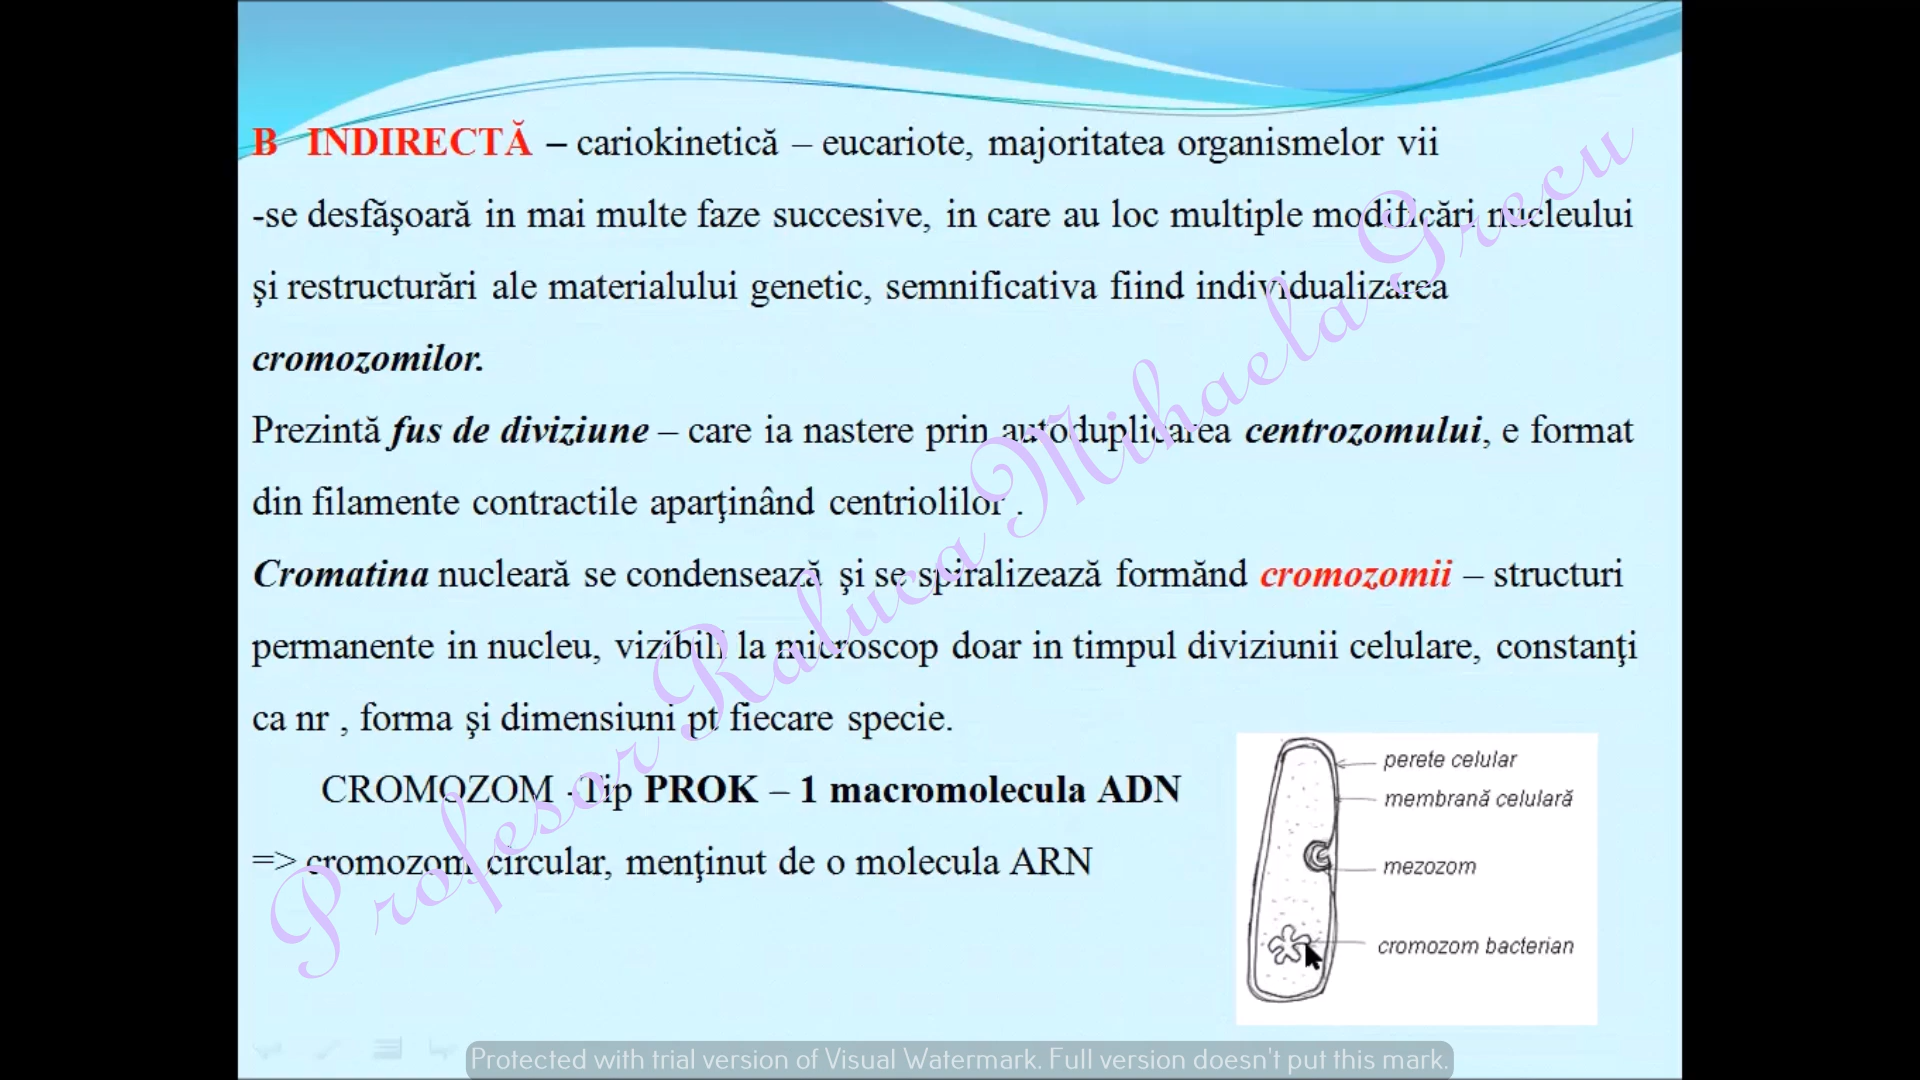 B INDIRECTĂ – cariokinetică – eucariote, majoritatea organismelor vii
-se desfăşoară in mai multe faze succesive, in care au loc multiple modificări nucleului
şi restructurări ale materialului genetic, semnificativa fiind individualizarea
cromozomilor.
Prezintă fus de diviziune – care ia nastere prin autoduplicarea centrozomului, e format
din filamente contractile aparţinând centriolilor .
Cromatina nucleară se condensează şi se spiralizează formănd cromozomii – structuri
permanente in nucleu, vizibili la microscop doar in timpul diviziunii celulare, constanţi
ca nr , forma şi dimensiuni pt fiecare specie.
CROMOZOM - Tip PROK – 1 macromolecula ADN
=> cromozom circular, menţinut de o molecula ARN
perete celular
membrană celulară
mezozom
cromozom bacterian
Profesor Raluca Mihaela Grecu
Protected with trial version of Visual Watermark. Full version doesn't put this mark.